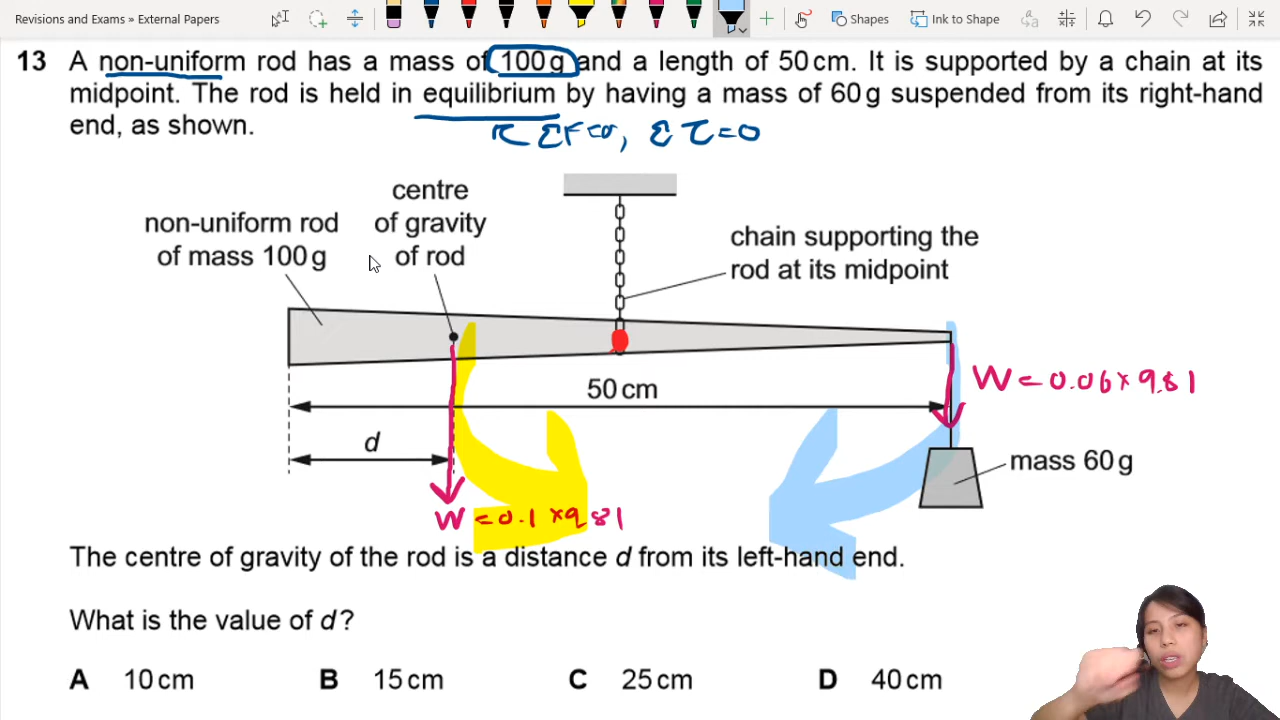 Revisions and Exams » External Papers
Shapes
Ink to Shape
13 A non-uniform rod has a mass of 100 g and a length of 50 cm. It is supported by a chain at its
midpoint. The rod is held in equilibrium by having a mass of 60 g suspended from its right-hand
end, as shown.
ΣF=0, Στ=0
centre
of gravity
of rod
non-uniform rod
of mass 100 g
chain supporting the
rod at its midpoint
50 cm
W = 0.06 × 9.81
d
mass 60 g
W = 0.1 × 9.81
The centre of gravity of the rod is a distance d from its left-hand end.
What is the value of d?
A 10 cm B 15 cm C 25 cm D 40 cm